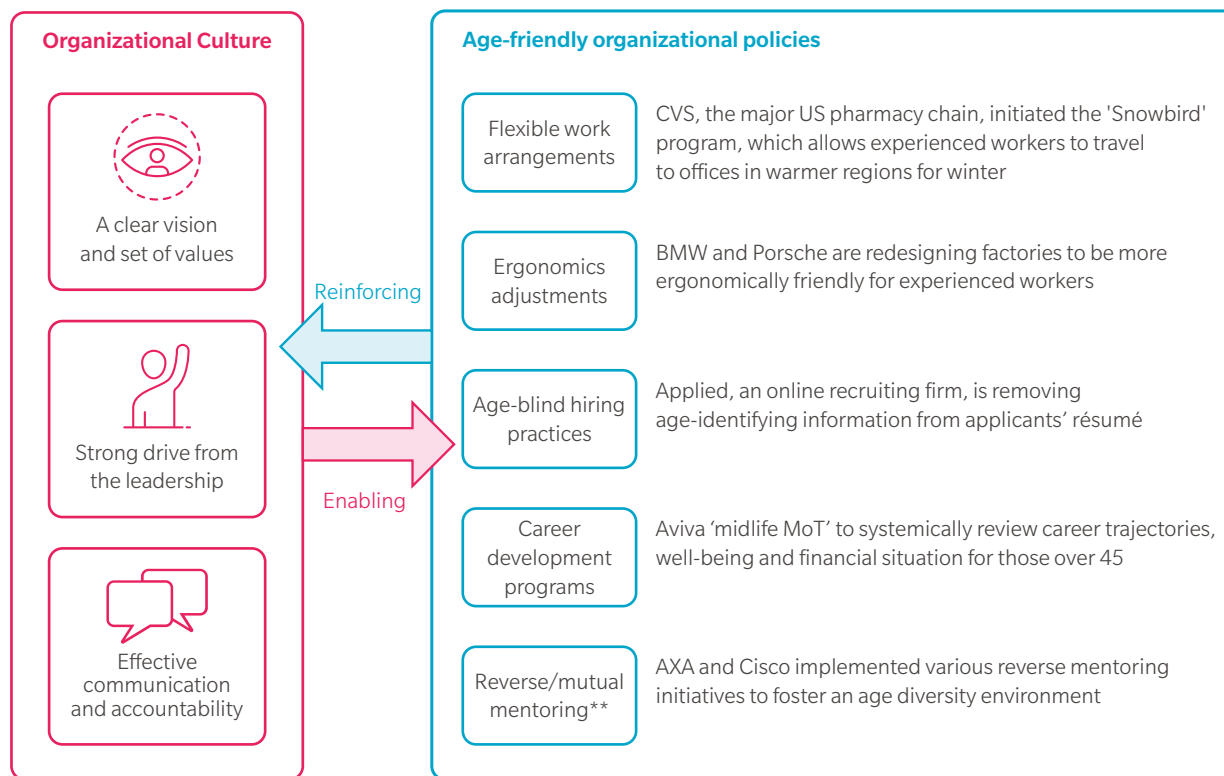 Organizational Culture
A clear vision
and set of values
Strong drive from
the leadership
Effective
communication
and accountability
Reinforcing
Enabling
Age-friendly organizational policies
Flexible work
arrangements
CVS, the major US pharmacy chain, initiated the 'Snowbird'
program, which allows experienced workers to travel
to offices in warmer regions for winter
Ergonomics
adjustments
BMW and Porsche are redesigning factories to be more
ergonomically friendly for experienced workers
Age-blind hiring
practices
Applied, an online recruiting firm, is removing
age-identifying information from applicants’ résumé
Career
development
programs
Aviva ‘midlife MoT’ to systemically review career trajectories,
well-being and financial situation for those over 45
Reverse/mutual
mentoring**
AXA and Cisco implemented various reverse mentoring
initiatives to foster an age diversity environment